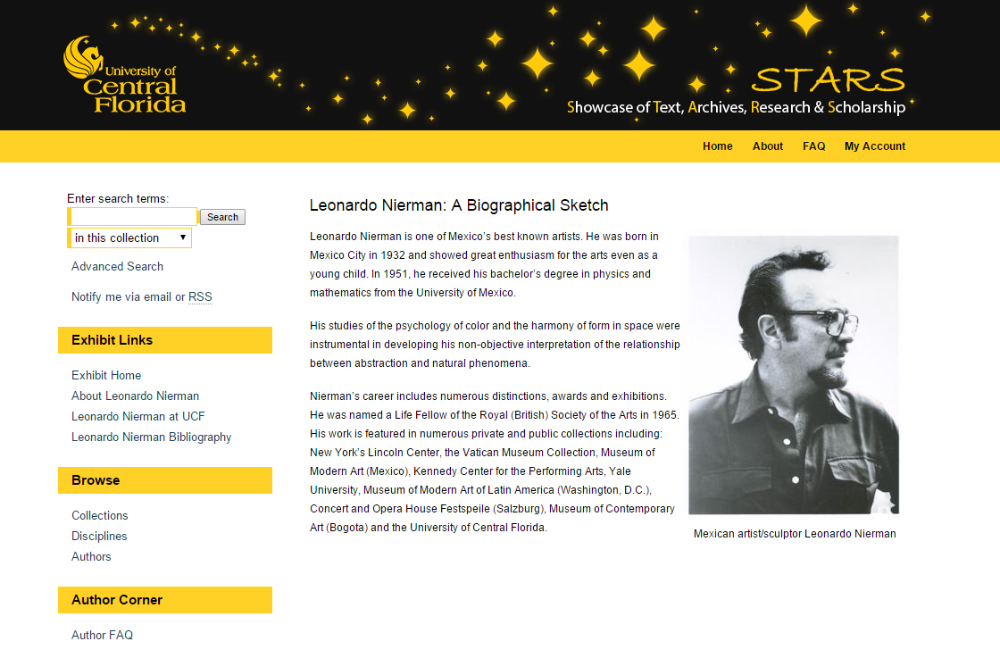 University of
Central
Florida
STARS
Showcase of Text, Archives, Research & Scholarship
Home About FAQ My Account
Enter search terms:
Search
in this collection
Advanced Search
Notify me via email or RSS
Exhibit Links
Exhibit Home
About Leonardo Nierman
Leonardo Nierman at UCF
Leonardo Nierman Bibliography
Browse
Collections
Disciplines
Authors
Author Corner
Author FAQ
Leonardo Nierman: A Biographical Sketch
Leonardo Nierman is one of Mexico's best known artists. He was born in
Mexico City in 1932 and showed great enthusiasm for the arts even as a
young child. In 1951, he received his bachelor's degree in physics and
mathematics from the University of Mexico.
His studies of the psychology of color and the harmony of form in space were
instrumental in developing his non-objective interpretation of the relationship
between abstraction and natural phenomena.
Nierman's career includes numerous distinctions, awards and exhibitions.
He was named a Life Fellow of the Royal (British) Society of the Arts in 1965.
His work is featured in numerous private and public collections including:
New York's Lincoln Center, the Vatican Museum Collection, Museum of
Modern Art (Mexico), Kennedy Center for the Performing Arts, Yale
University, Museum of Modern Art of Latin America (Washington, D.C.),
Concert and Opera House Festspeile (Salzburg), Museum of Contemporary
Art (Bogota) and the University of Central Florida.
Mexican artist/sculptor Leonardo Nierman